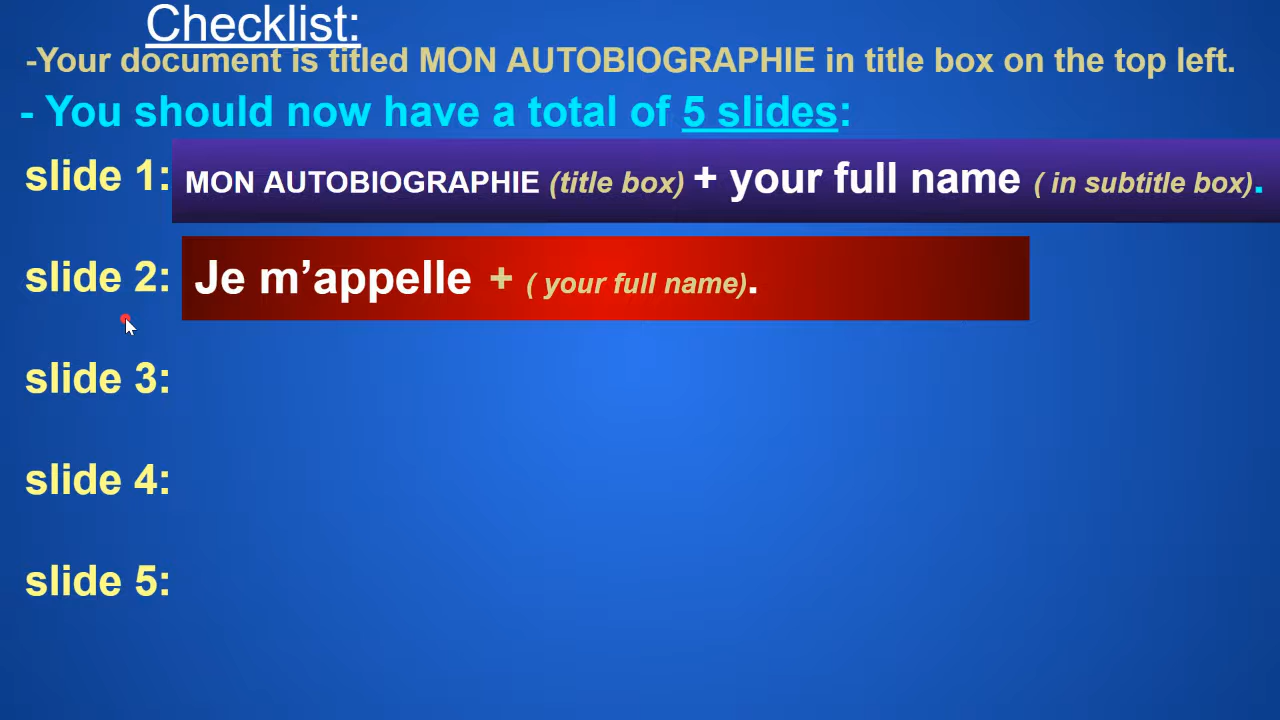 Checklist:
-Your document is titled MON AUTOBIOGRAPHIE in title box on the top left.
- You should now have a total of 5 slides:
slide 1: MON AUTOBIOGRAPHIE (title box) + your full name ( in subtitle box).
slide 2: Je m’appelle + ( your full name).
slide 3:
slide 4:
slide 5: